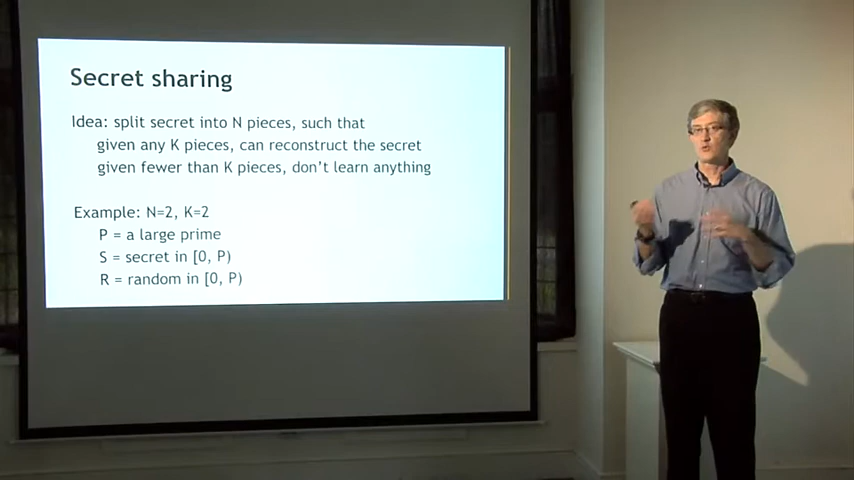 Secret sharing
Idea: split secret into N pieces, such that
given any K pieces, can reconstruct the secret
given fewer than K pieces, don't learn anything
Example: N=2, K=2
P = a large prime
S = secret in [0, P)
R = random in [0, P)